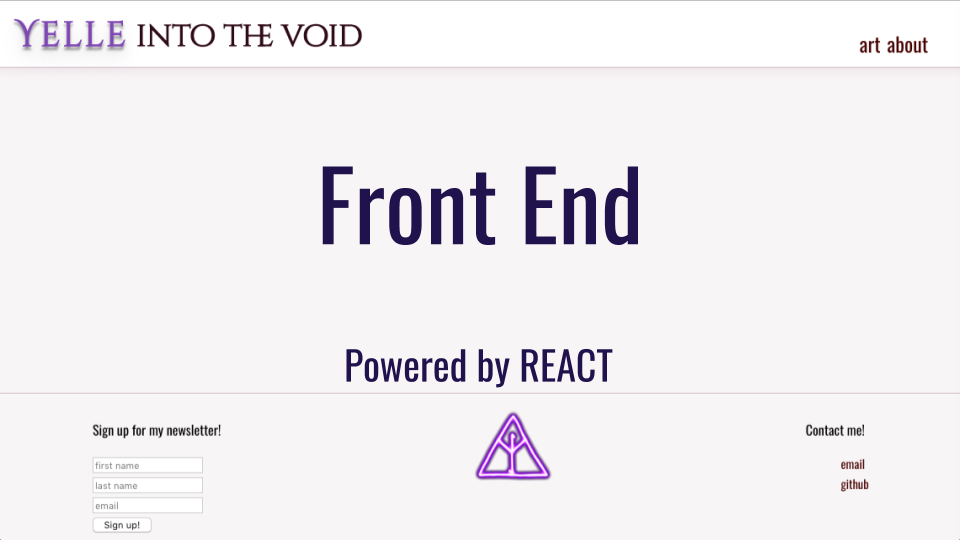 YELLE INTO THE VOID
art about
Front End
Powered by REACT
Sign up for my newsletter!
first name
last name
email
Sign up!
Contact me!
email
github